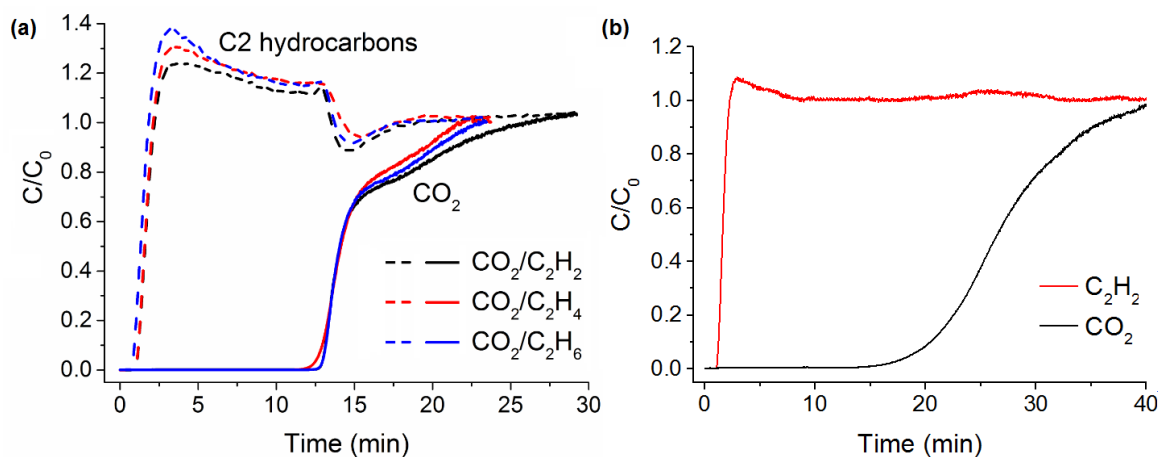 (a)
C2 hydrocarbons
CO₂
CO₂/C₂H₂
CO₂/C₂H₄
CO₂/C₂H₆
C/C₀
1.4
1.2
1.0
0.8
0.6
0.4
0.2
0.0
0 5 10 15 20 25 30
Time (min)
(b)
C₂H₂
CO₂
C/C₀
1.2
1.0
0.8
0.6
0.4
0.2
0.0
0 10 20 30 40
Time (min)